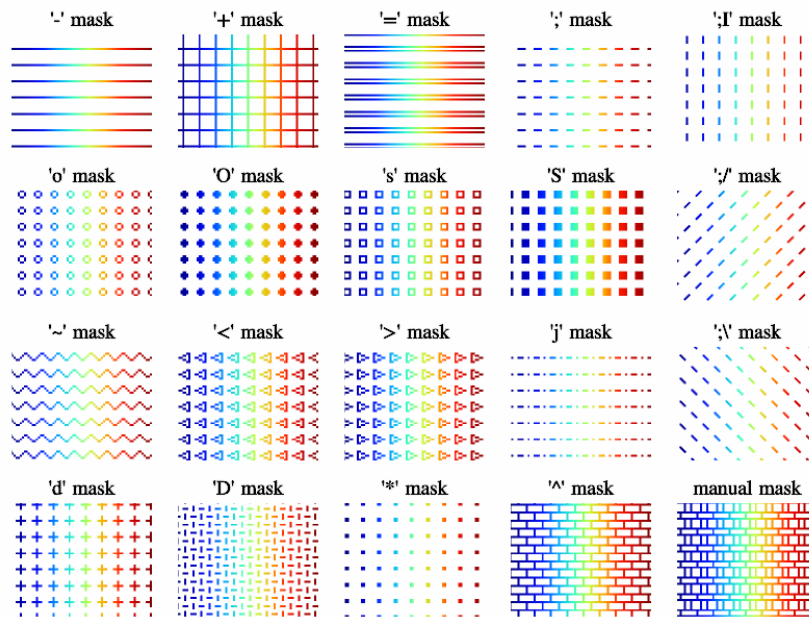 '-' mask
'+' mask
'=' mask
';' mask
';I' mask
'o' mask
'O' mask
's' mask
'S' mask
';/' mask
'~' mask
'<' mask
'>' mask
'j' mask
';\' mask
'd' mask
'D' mask
'*' mask
'^' mask
manual mask